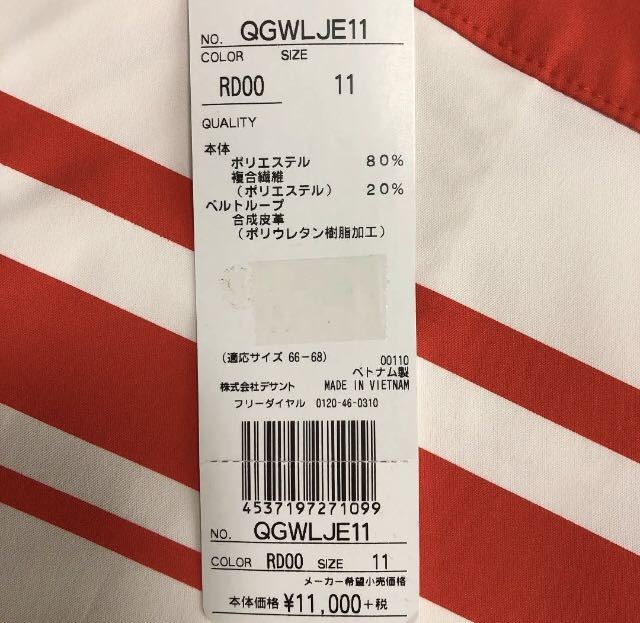 NO. QGWLJE11
COLOR SIZE
RD00 11
QUALITY
本体
ポリエステル 80%
複合繊維
(ポリエステル) 20%
ベルトループ
合成皮革
(ポリウレタン樹脂加工)
(適応サイズ 66-68)
00110
ベトナム製
株式会社デサント MADE IN VIETNAM
フリーダイヤル 0120-46-0310
4537197271099
NO. QGWLJE11
COLOR RD00 SIZE 11
メーカー希望小売価格
本体価格 ¥11,000+税